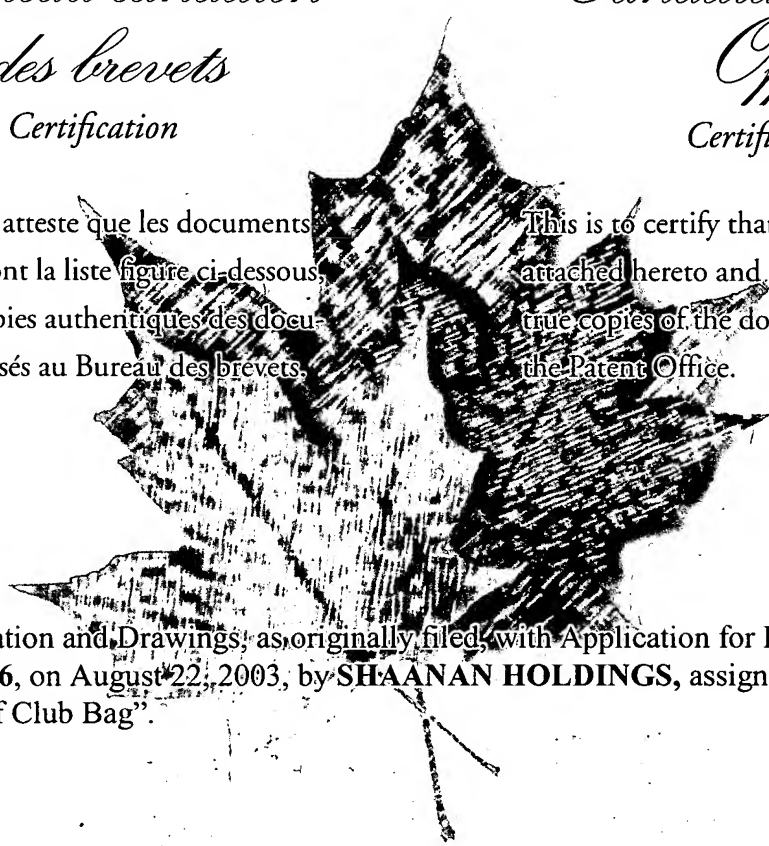 des brevets
Certification
atteste que les documents
ont la liste figure ci-dessous
pies authentiques des docu-
sés au Bureau des brevets.
Certifi
This is to certify that
attached hereto and
true copies of the do
the Patent Office.
ation and Drawings, as originally filed, with Application for
6, on August 22, 2003, by SHAANAN HOLDINGS, assign
f Club Bag".